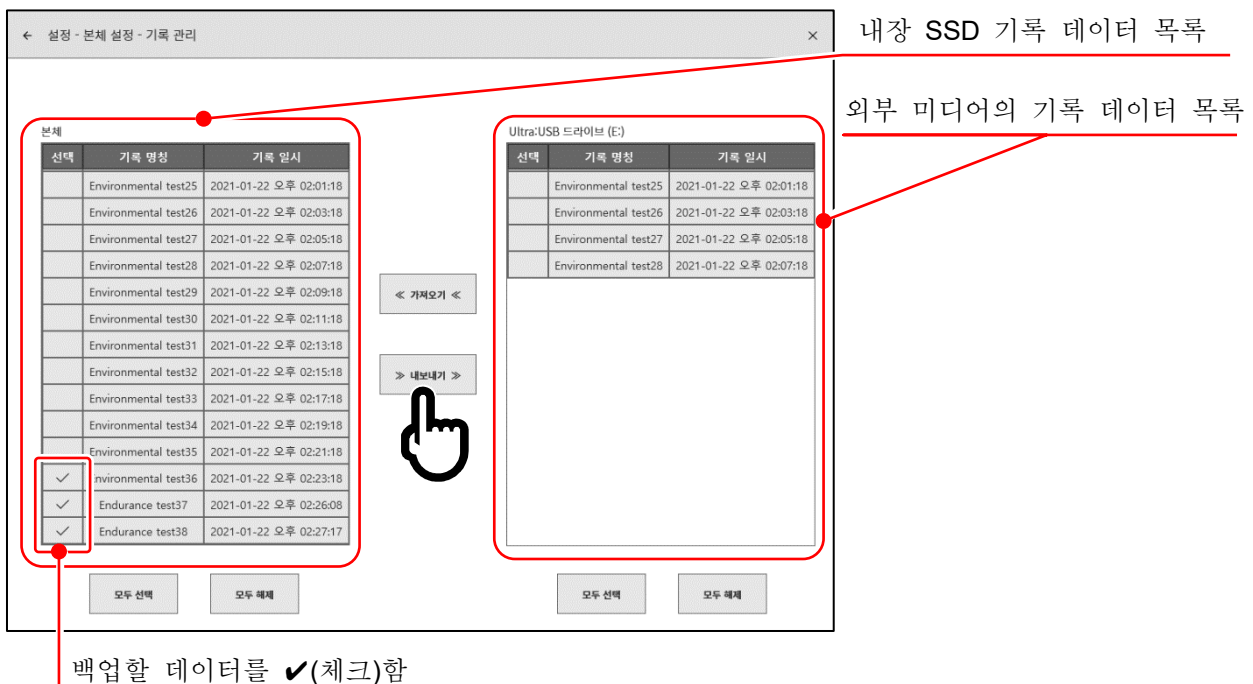 ← 설정 - 본체 설정 - 기록 관리 ×
내장 SSD 기록 데이터 목록
외부 미디어의 기록 데이터 목록
본체
선택 기록 명칭 기록 일시
Environmental test25 2021-01-22 오후 02:01:18
Environmental test26 2021-01-22 오후 02:03:18
Environmental test27 2021-01-22 오후 02:05:18
Environmental test28 2021-01-22 오후 02:07:18
Environmental test29 2021-01-22 오후 02:09:18
Environmental test30 2021-01-22 오후 02:11:18
Environmental test31 2021-01-22 오후 02:13:18
Environmental test32 2021-01-22 오후 02:15:18
Environmental test33 2021-01-22 오후 02:17:18
Environmental test34 2021-01-22 오후 02:19:18
Environmental test35 2021-01-22 오후 02:21:18
✓ Environmental test36 2021-01-22 오후 02:23:18
✓ Endurance test37 2021-01-22 오후 02:26:08
✓ Endurance test38 2021-01-22 오후 02:27:17
모두 선택 모두 해제
≪ 가져오기 ≪
≫ 내보내기 ≫
Ultra:USB 드라이브 (E:)
선택 기록 명칭 기록 일시
Environmental test25 2021-01-22 오후 02:01:18
Environmental test26 2021-01-22 오후 02:03:18
Environmental test27 2021-01-22 오후 02:05:18
Environmental test28 2021-01-22 오후 02:07:18
모두 선택 모두 해제
백업할 데이터를 ✔(체크)함